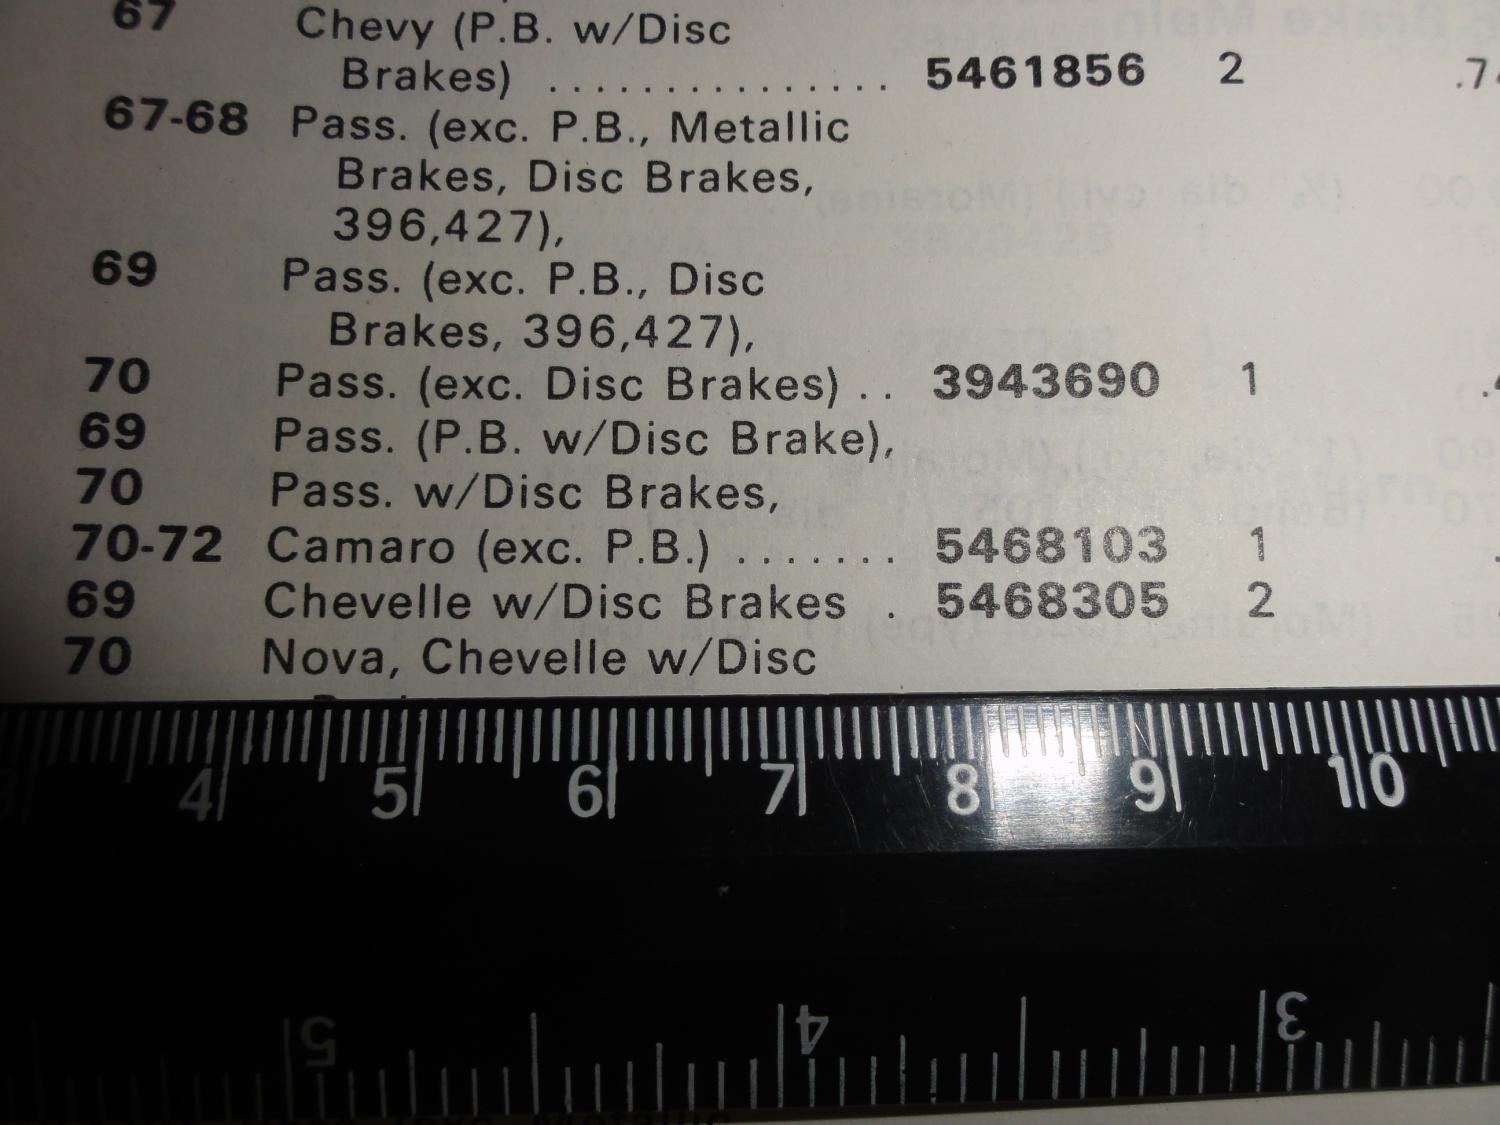 67 Chevy (P.B. w/Disc
Brakes) ............... 5461856 2 .7
67-68 Pass. (exc. P.B., Metallic
Brakes, Disc Brakes,
396,427),
69 Pass. (exc. P.B., Disc
Brakes, 396,427),
70 Pass. (exc. Disc Brakes) .. 3943690 1 .4
69 Pass. (P.B. w/Disc Brake),
70 Pass. w/Disc Brakes,
70-72 Camaro (exc. P.B.) ....... 5468103 1 .
69 Chevelle w/Disc Brakes . 5468305 2
70 Nova, Chevelle w/Disc
4 5 6 7 8 9 10
5 4 3